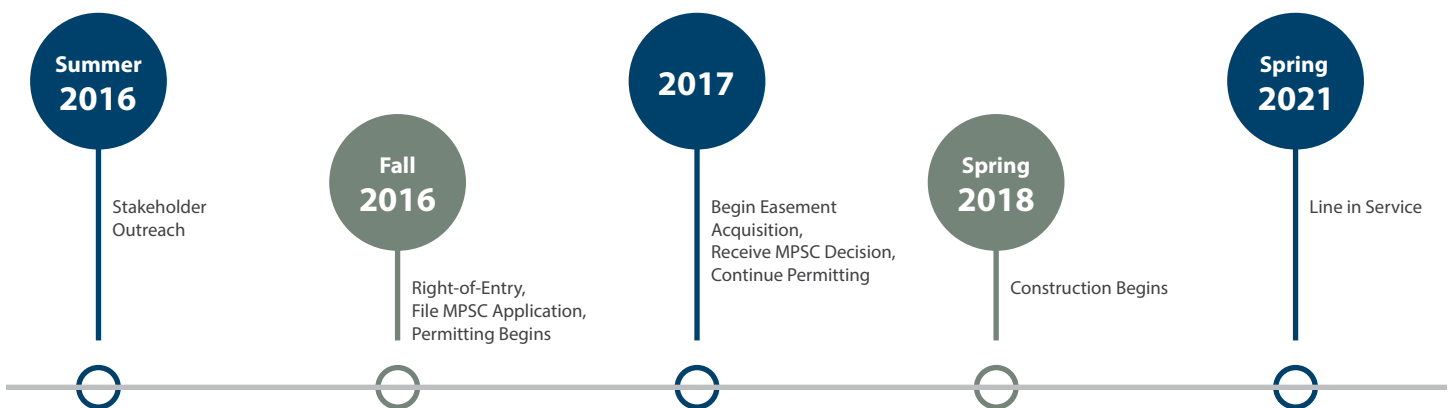 Summer
2016
Stakeholder
Outreach
Fall
2016
Right-of-Entry,
File MPSC Application,
Permitting Begins
2017
Begin Easement
Acquisition,
Receive MPSC Decision,
Continue Permitting
Spring
2018
Construction Begins
Spring
2021
Line in Service